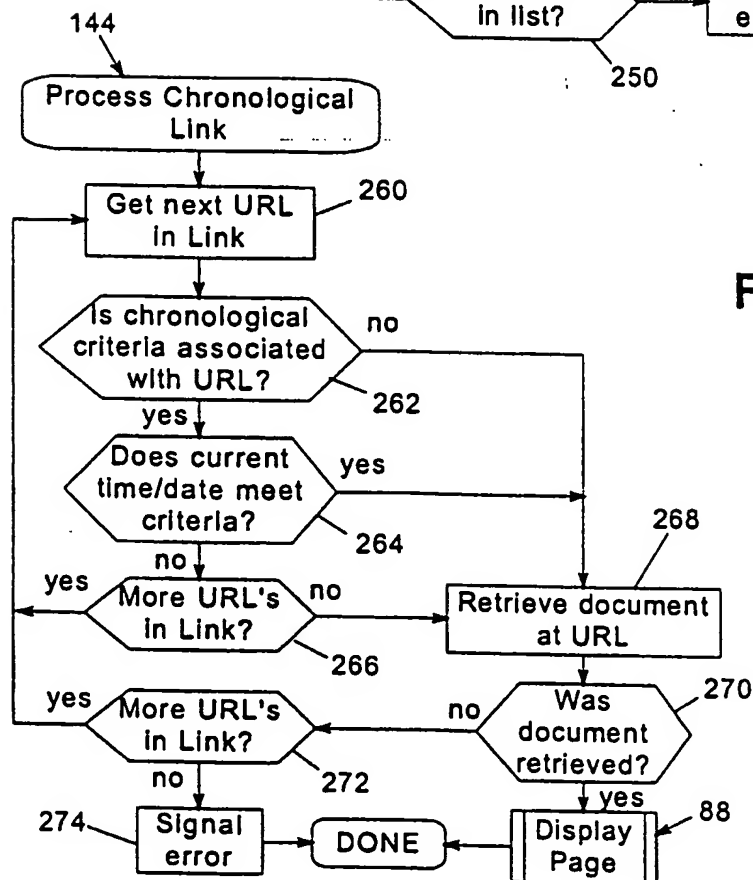 in list?
e
250
144
Process Chronological
Link
Get next URL
in Link
260
F
Is chronological
criteria associated
with URL?
no
262
yes
Does current
time/date meet
criteria?
yes
264
268
no
yes
More URL's
in Link?
no
266
Retrieve document
at URL
yes
More URL's
in Link?
272
no
Was
document
retrieved?
270
no
yes
274
Signal
error
DONE
Display
Page
88